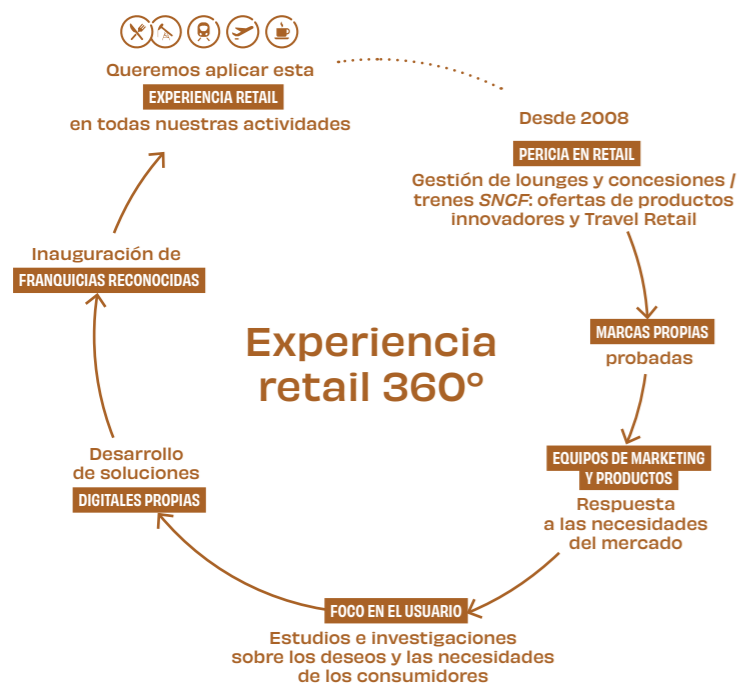 Queremos aplicar esta
EXPERIENCIA RETAIL
en todas nuestras actividades
Desde 2008
PERICIA EN RETAIL
Gestión de lounges y concesiones /
trenes SNCF: ofertas de productos
innovadores y Travel Retail
MARCAS PROPIAS
probadas
EQUIPOS DE MARKETING
Y PRODUCTOS
Respuesta
a las necesidades
del mercado
FOCO EN EL USUARIO
Estudios e investigaciones
sobre los deseos y las necesidades
de los consumidores
Desarrollo
de soluciones
DIGITALES PROPIAS
Inauguración de
FRANQUICIAS RECONOCIDAS
Experiencia
retail 360º